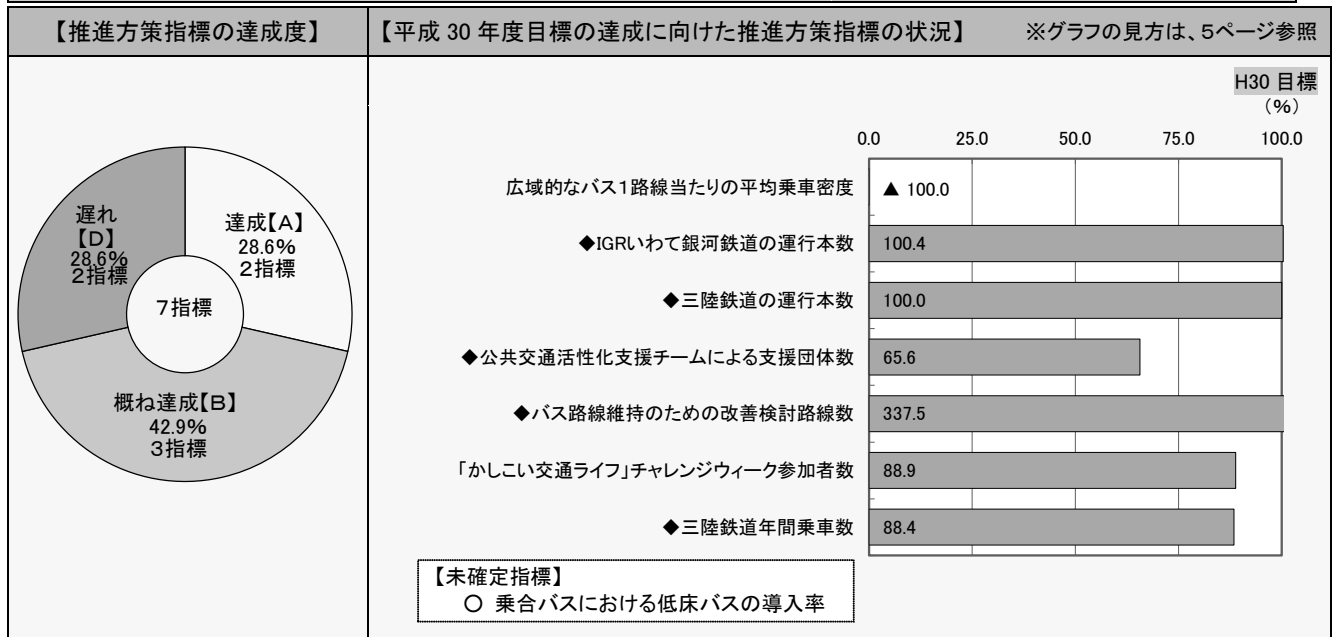 【推進方策指標の達成度】
【平成 30 年度目標の達成に向けた推進方策指標の状況】 ※グラフの見方は、5ページ参照
遅れ
【D】
28.6%
2指標
達成【A】
28.6%
2指標
7指標
概ね達成【B】
42.9%
3指標
H30 目標
(%)
0.0 25.0 50.0 75.0 100.0
広域的なバス1路線当たりの平均乗車密度 ▲ 100.0
◆IGRいわて銀河鉄道の運行本数 100.4
◆三陸鉄道の運行本数 100.0
◆公共交通活性化支援チームによる支援団体数 65.6
◆バス路線維持のための改善検討路線数 337.5
「かしこい交通ライフ」チャレンジウィーク参加者数 88.9
◆三陸鉄道年間乗車数 88.4
【未確定指標】
○ 乗合バスにおける低床バスの導入率